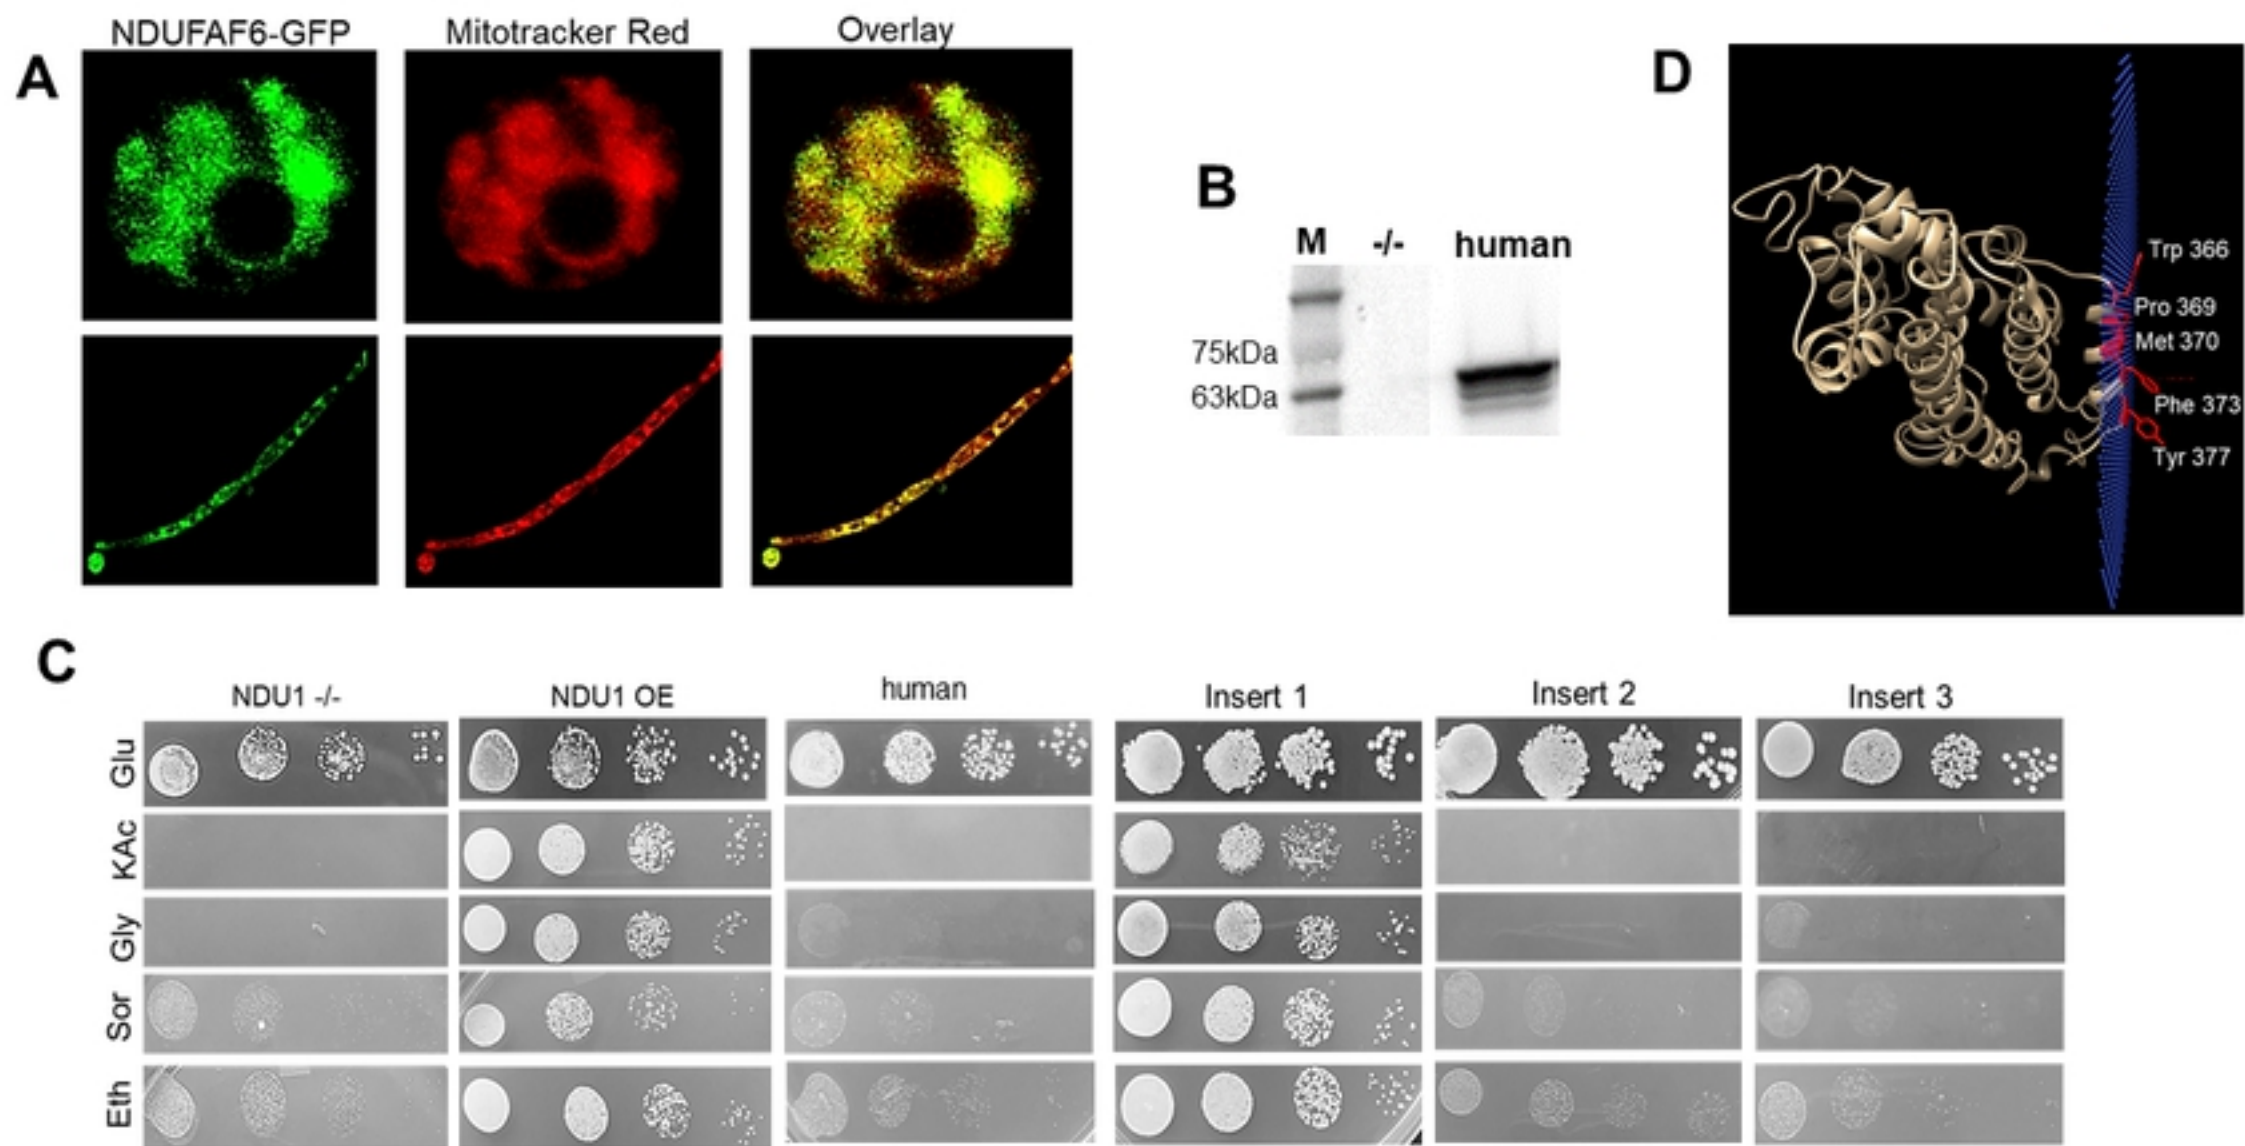 A
NDUFAF6-GFP
Mitotracker Red
Overlay
B
M -/- human
75kDa
63kDa
D
Trp 366
Pro 369
Met 370
Phe 373
Tyr 377
C
NDU1 -/-
NDU1 OE
human
Insert 1
Insert 2
Insert 3
Glu
KAc
Gly
Sor
Eth